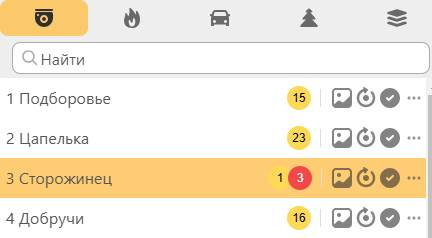 Найти
1 Подборовье 15
2 Цапелька 23
3 Сторожинец 1 3
4 Добручи 16